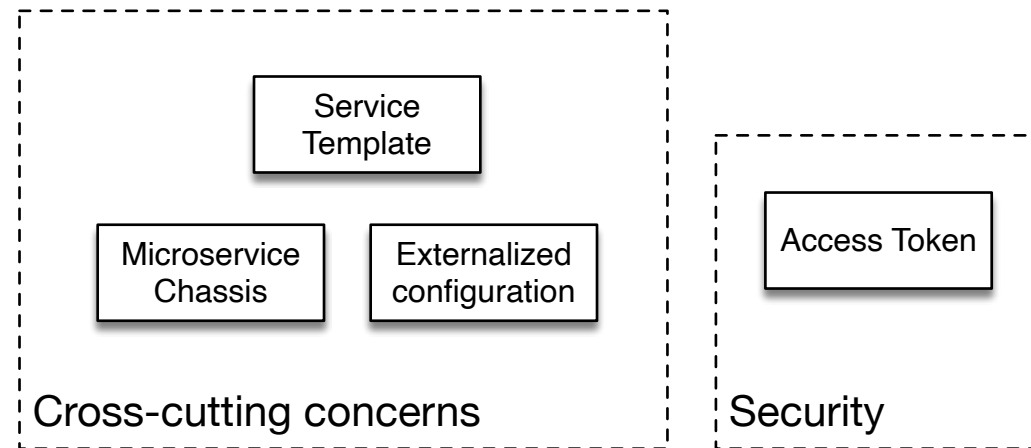 Service
Template
Microservice
Chassis
Externalized
configuration
Cross-cutting concerns
Access Token
Security